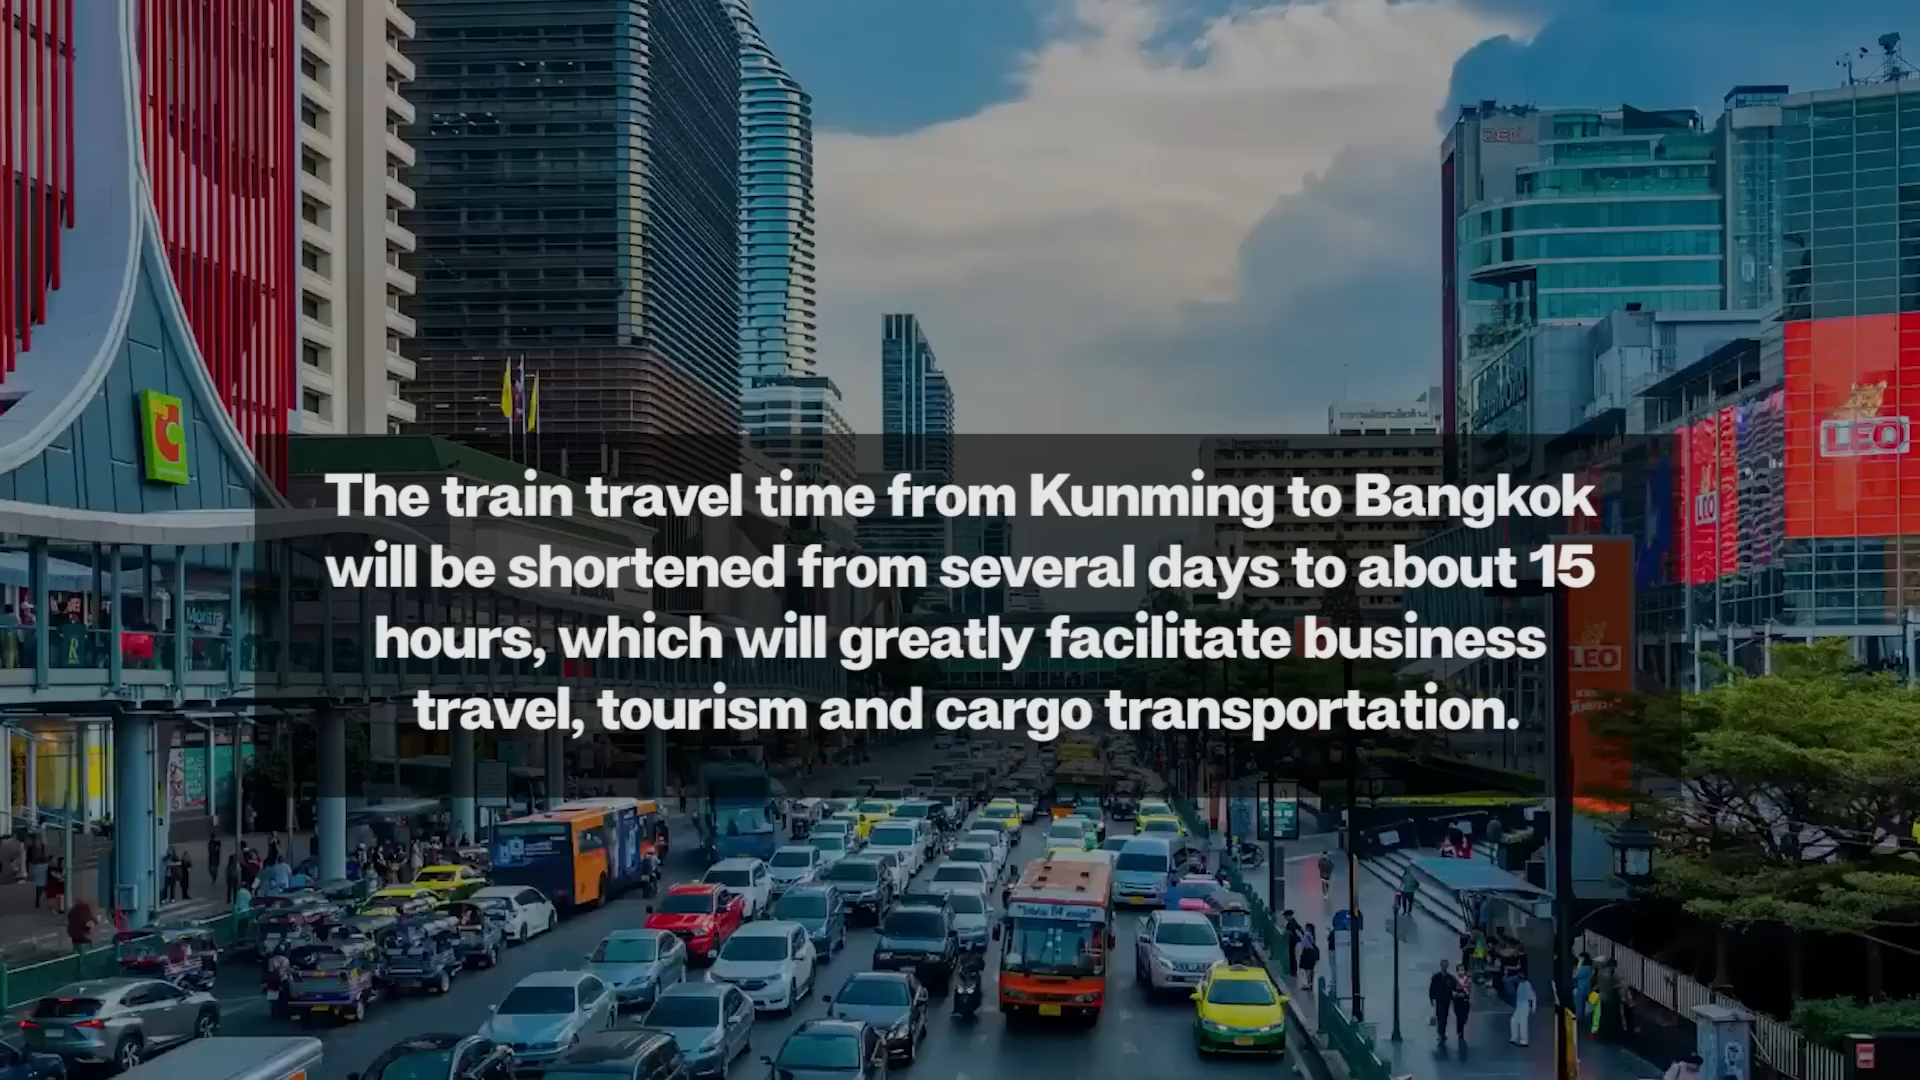 ZEN
LEO
The train travel time from Kunming to Bangkok
will be shortened from several days to about 15
hours, which will greatly facilitate business
travel, tourism and cargo transportation.
LEO
LEO